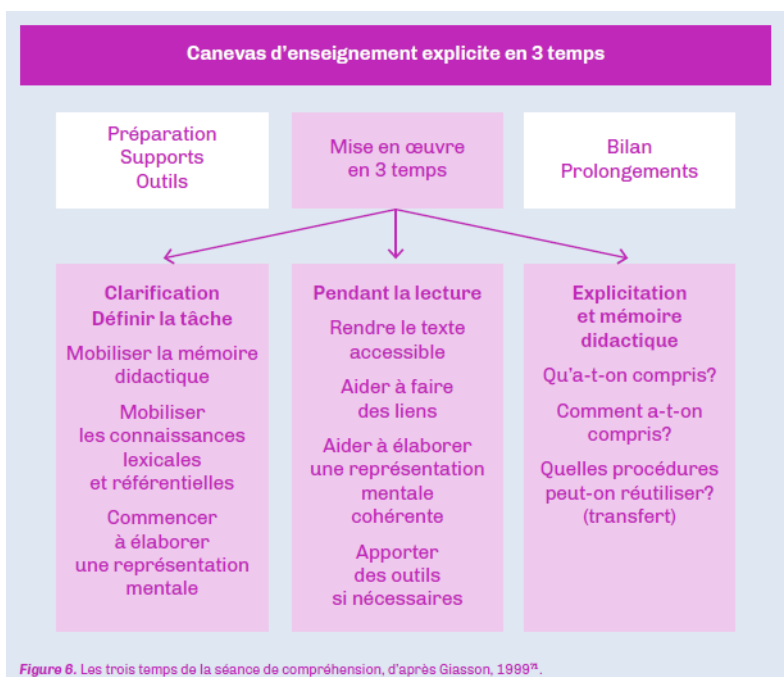 Canevas d’enseignement explicite en 3 temps
Préparation
Supports
Outils
Mise en œuvre
en 3 temps
Bilan
Prolongements
Clarification
Définir la tâche
Mobiliser la mémoire
didactique
Mobiliser
les connaissances
lexicales
et référentielles
Commencer
à élaborer
une représentation
mentale
Pendant la lecture
Rendre le texte
accessible
Aider à faire
des liens
Aider à élaborer
une représentation
mentale
cohérente
Apporter
des outils
si nécessaires
Explicitation
et mémoire
didactique
Qu’a-t-on compris?
Comment a-t-on
compris?
Quelles procédures
peut-on réutiliser?
(transfert)
Figure 6. Les trois temps de la séance de compréhension, d’après Giasson, 1999⁷¹.